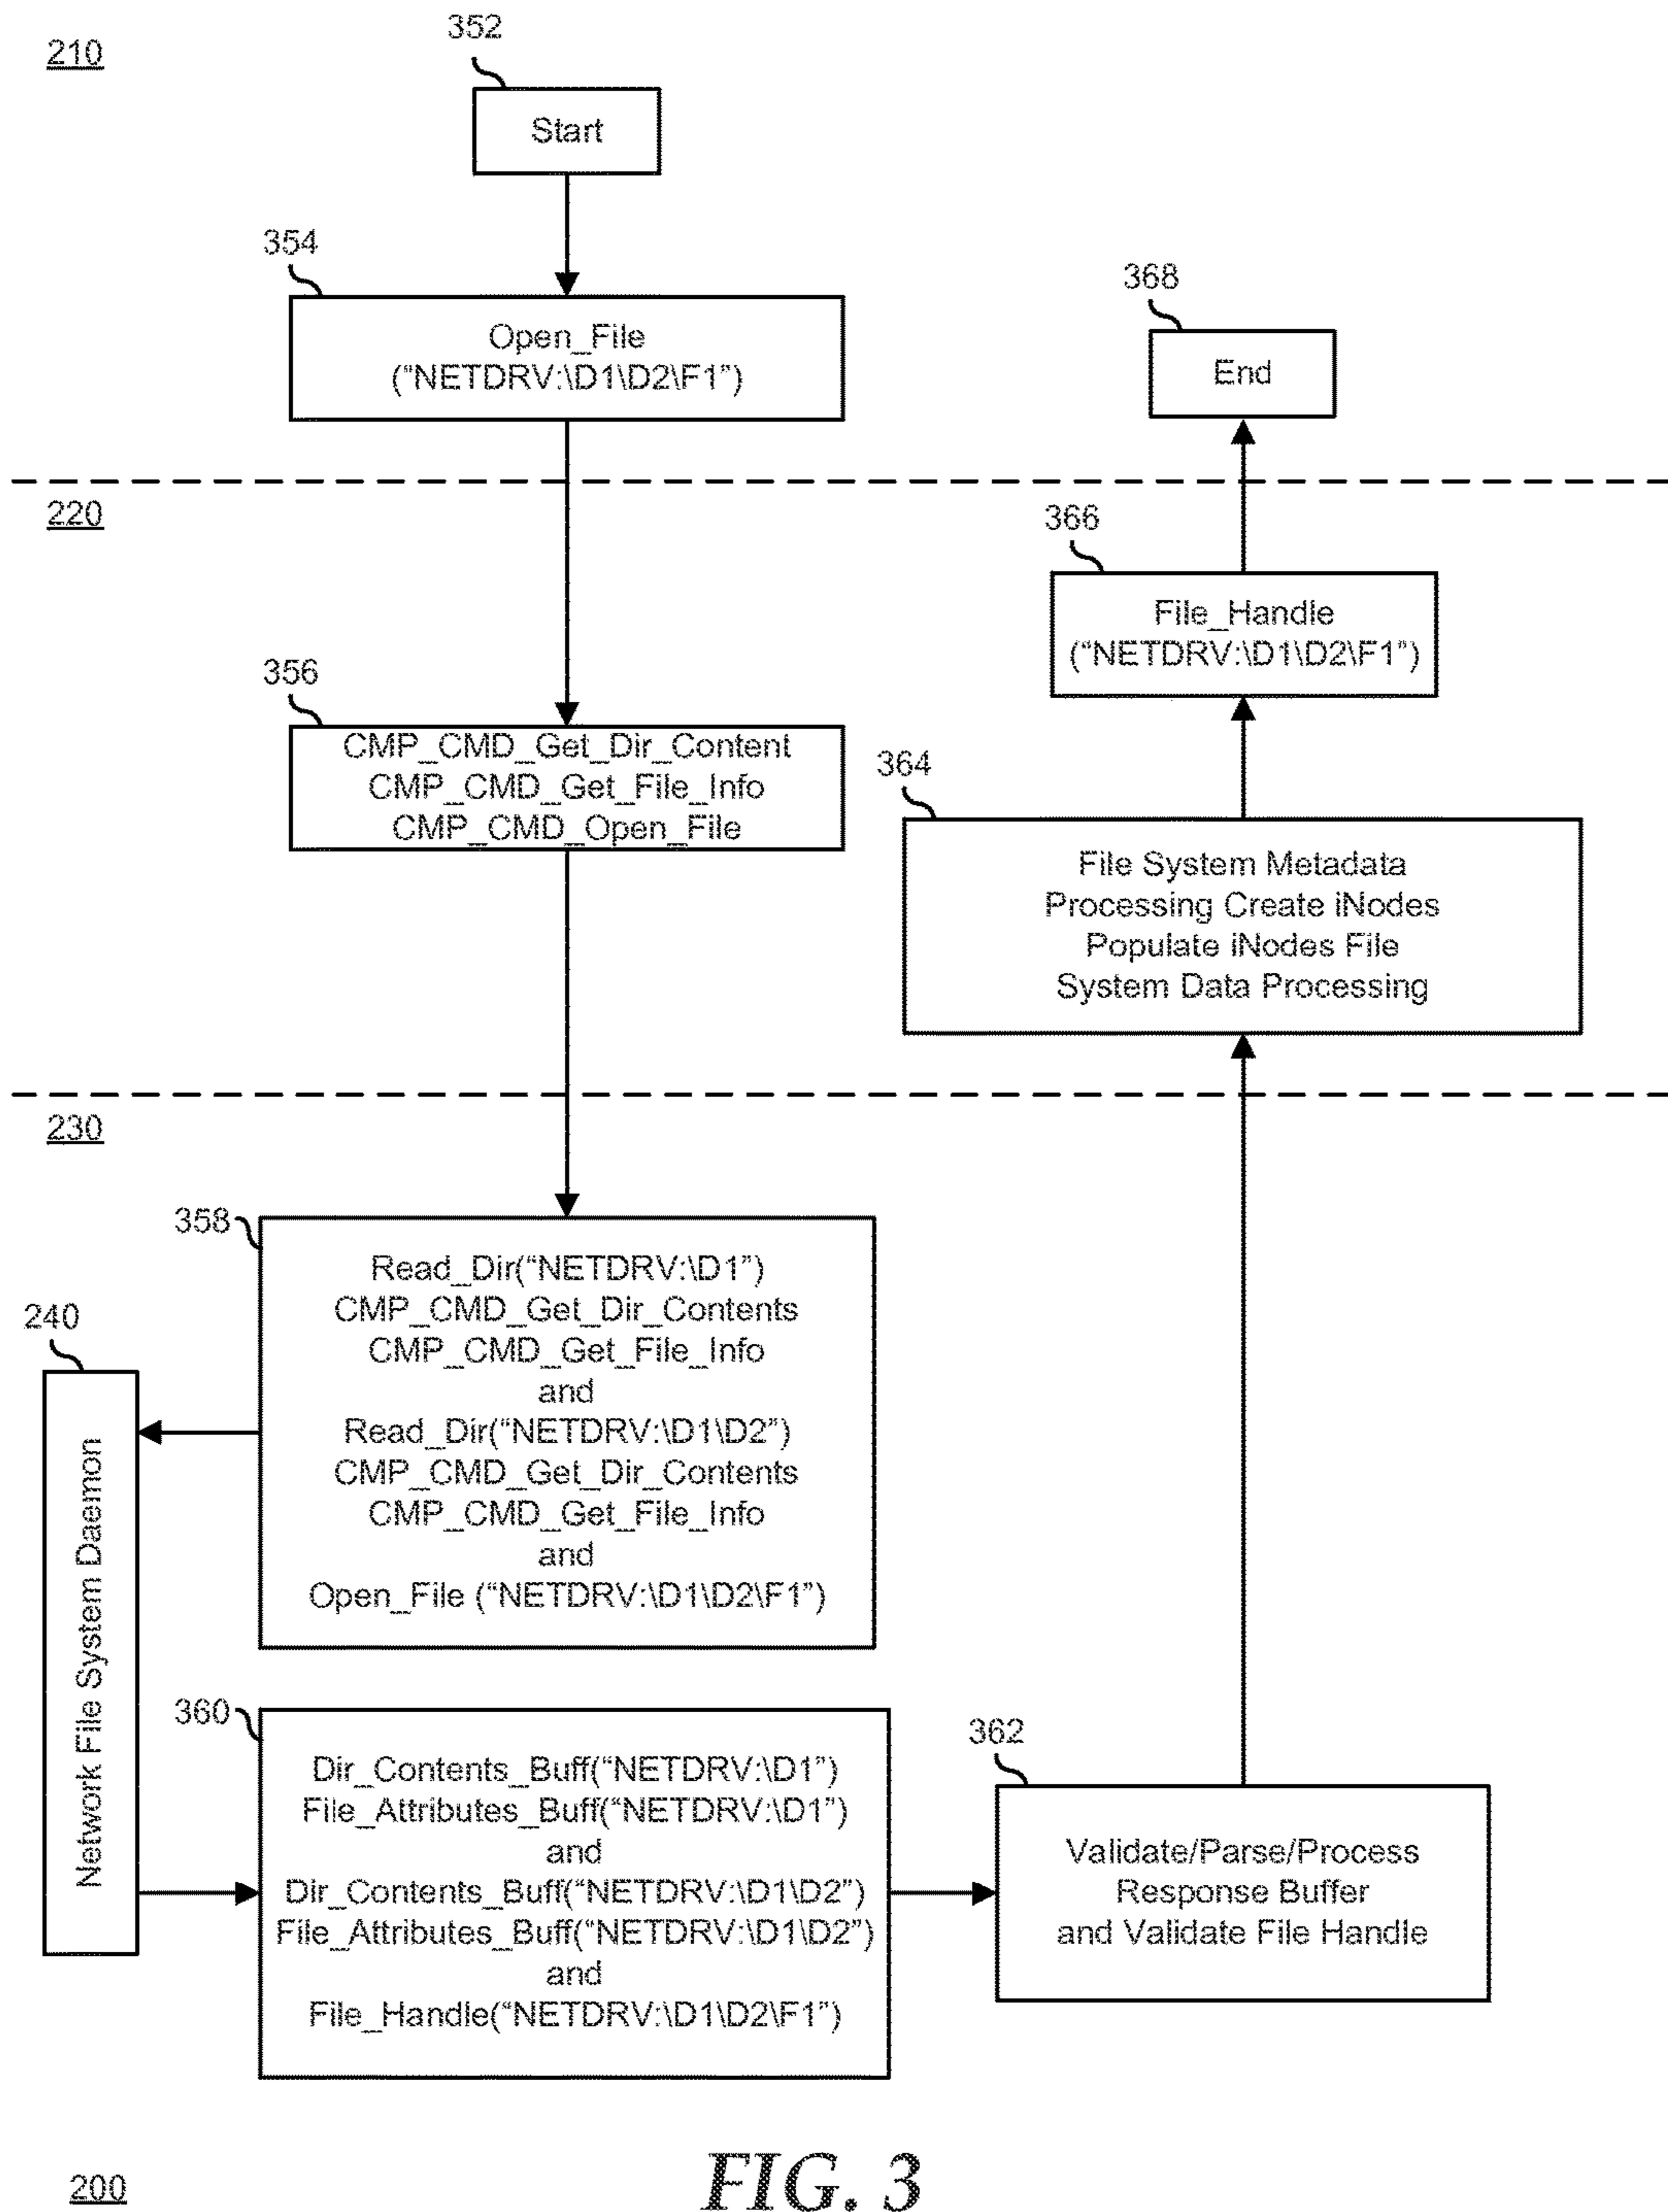 210
352
Start
354
Open_File
(“NETDRV:\D1\D2\F1”)
368
End
220
366
File_Handle
(“NETDRV:\D1\D2\F1”)
356
CMP_CMD_Get_Dir_Content
CMP_CMD_Get_File_Info
CMP_CMD_Open_File
364
File System Metadata
Processing Create iNodes
Populate iNodes File
System Data Processing
230
358
Read_Dir(“NETDRV:\D1”)
CMP_CMD_Get_Dir_Contents
CMP_CMD_Get_File_Info
and
Read_Dir(“NETDRV:\D1\D2”)
CMP_CMD_Get_Dir_Contents
CMP_CMD_Get_File_Info
and
Open_File (“NETDRV:\D1\D2\F1”)
240
Network File System Daemon
360
Dir_Contents_Buff(“NETDRV:\D1”)
File_Attributes_Buff(“NETDRV:\D1”)
and
Dir_Contents_Buff(“NETDRV:\D1\D2”)
File_Attributes_Buff(“NETDRV:\D1\D2”)
and
File_Handle(“NETDRV:\D1\D2\F1”)
362
Validate/Parse/Process
Response Buffer
and Validate File Handle
200
FIG. 3